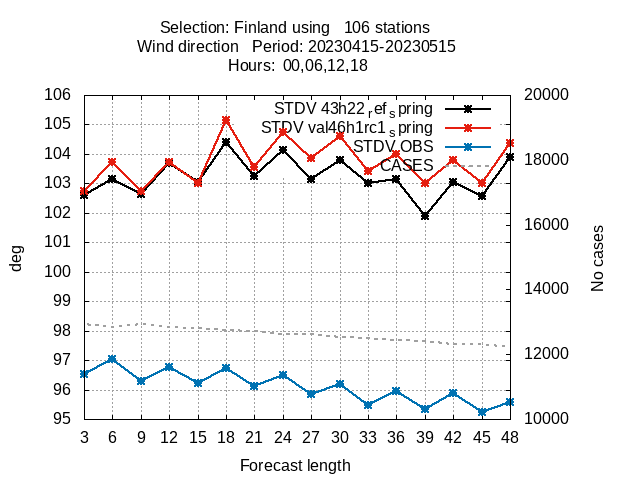 Selection: Finland using   106 stations
Wind direction   Period: 20230415-20230515
Hours:  00,06,12,18
STDV 43h22_ref_spring
STDV val46h1rc1_spring
STDV OBS
CASES
106
105
104
103
102
101
100
99
98
97
96
95
deg
20000
18000
16000
14000
12000
10000
No cases
3 6 9 12 15 18 21 24 27 30 33 36 39 42 45 48
Forecast length